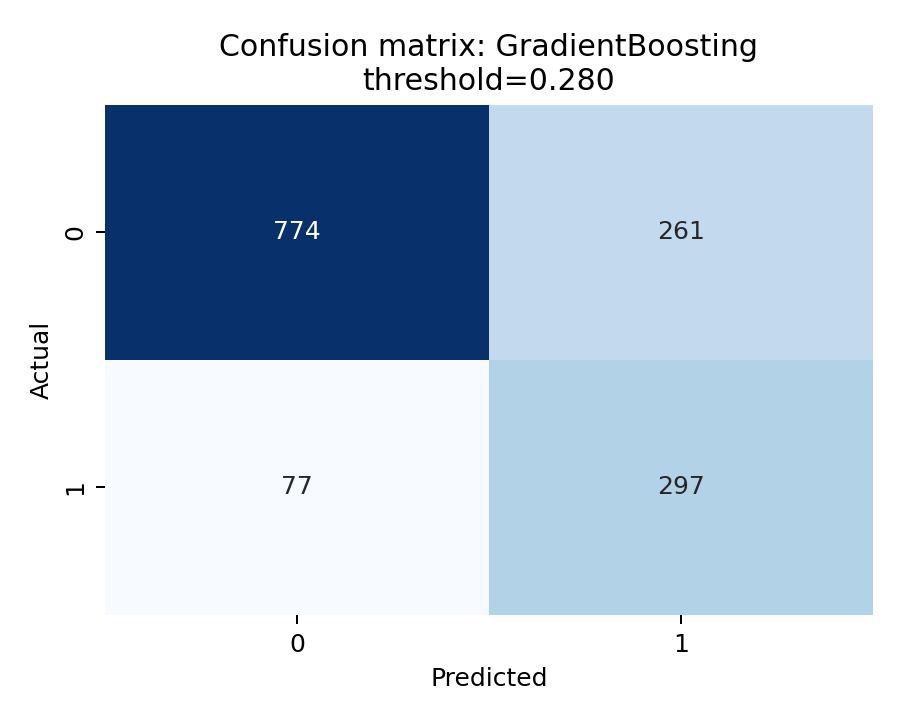 Confusion matrix: GradientBoosting
threshold=0.280
0
774
261
Actual
1
77
297
0
1
Predicted